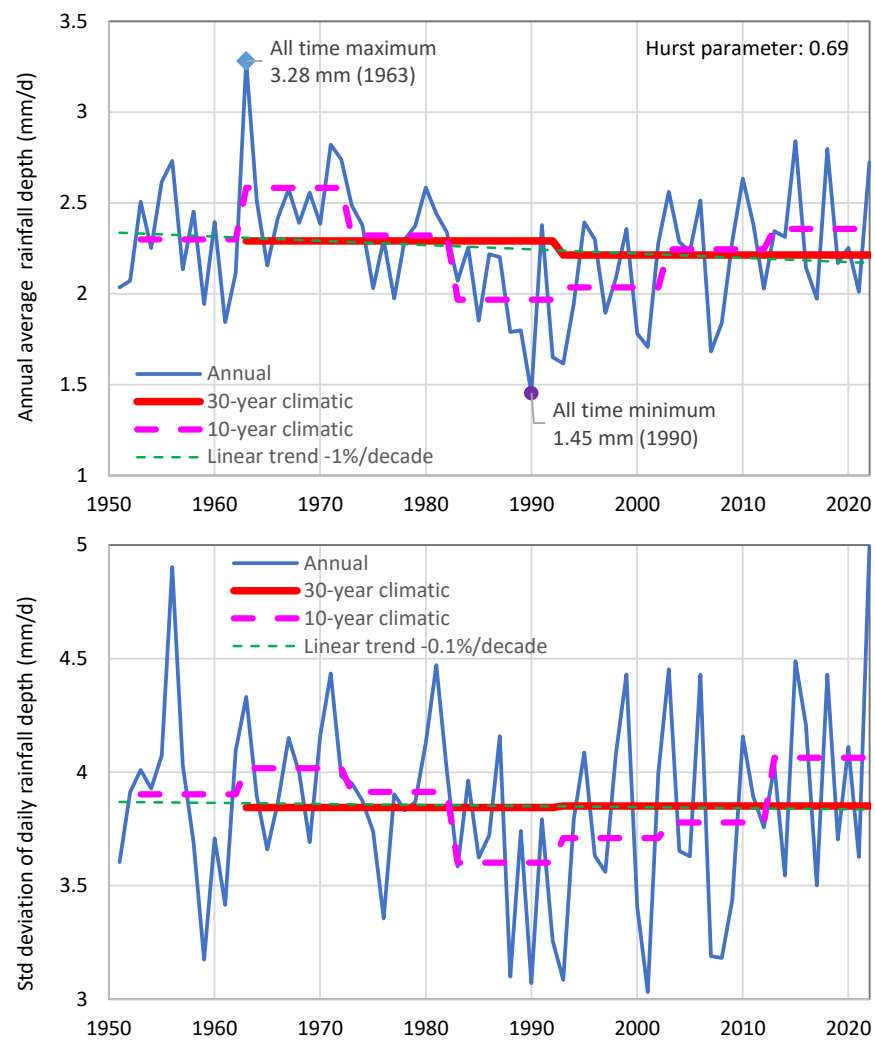 Annual average rainfall depth (mm/d)
3.5
3
2.5
2
1.5
1
All time maximum
3.28 mm (1963)
Hurst parameter: 0.69
Annual
30-year climatic
10-year climatic
Linear trend -1%/decade
All time minimum
1.45 mm (1990)
1950 1960 1970 1980 1990 2000 2010 2020
Std deviation of daily rainfall depth (mm/d)
5
4.5
4
3.5
3
Annual
30-year climatic
10-year climatic
Linear trend -0.1%/decade
1950 1960 1970 1980 1990 2000 2010 2020